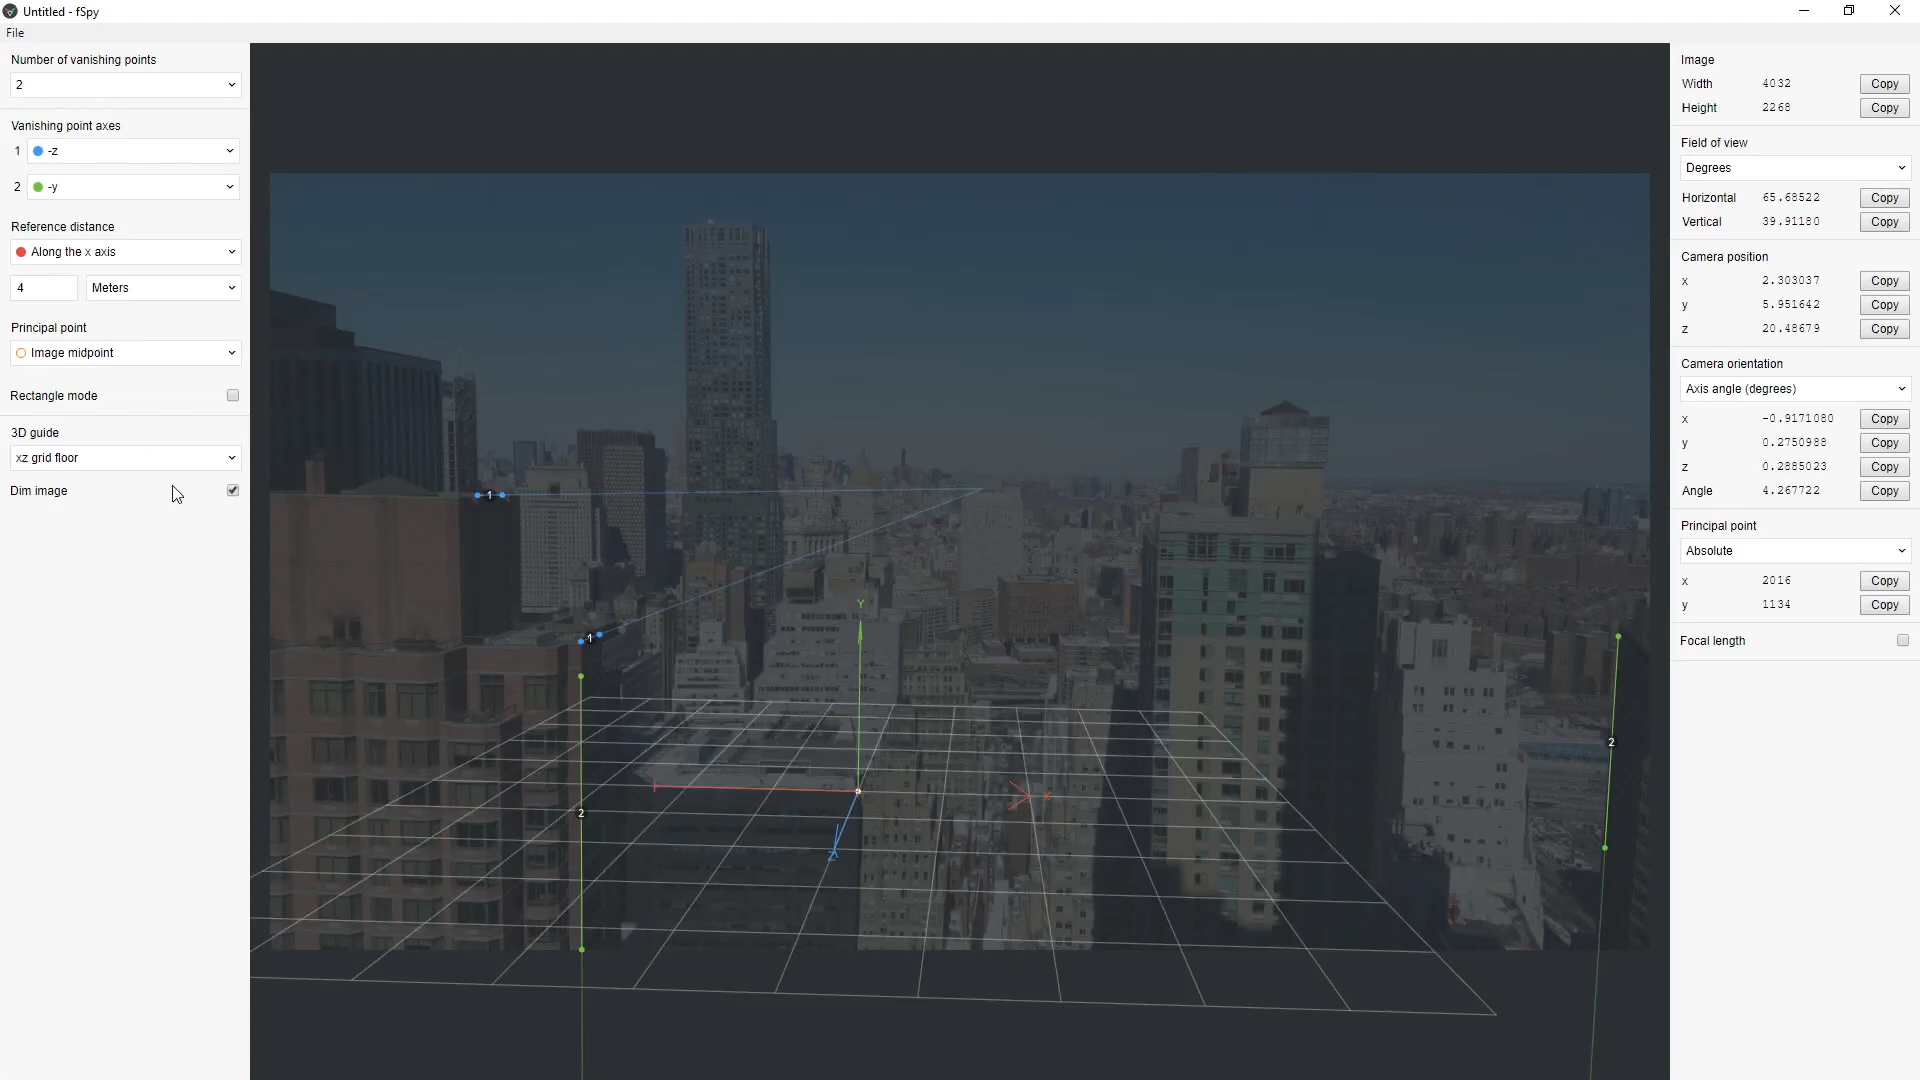 Untitled - fSpy
File
Number of vanishing points
2
Vanishing point axes
1 -z
2 -y
Reference distance
Along the x axis
4 Meters
Principal point
Image midpoint
Rectangle mode
3D guide
xz grid floor
Dim image
1
1
Y
2
2
x
Z
Image
Width 4032 Copy
Height 2268 Copy
Field of view
Degrees
Horizontal 65.68522 Copy
Vertical 39.91180 Copy
Camera position
x 2.303037 Copy
y 5.951642 Copy
z 20.48679 Copy
Camera orientation
Axis angle (degrees)
x -0.9171080 Copy
y 0.2750988 Copy
z 0.2885023 Copy
Angle 4.267722 Copy
Principal point
Absolute
x 2016 Copy
y 1134 Copy
Focal length